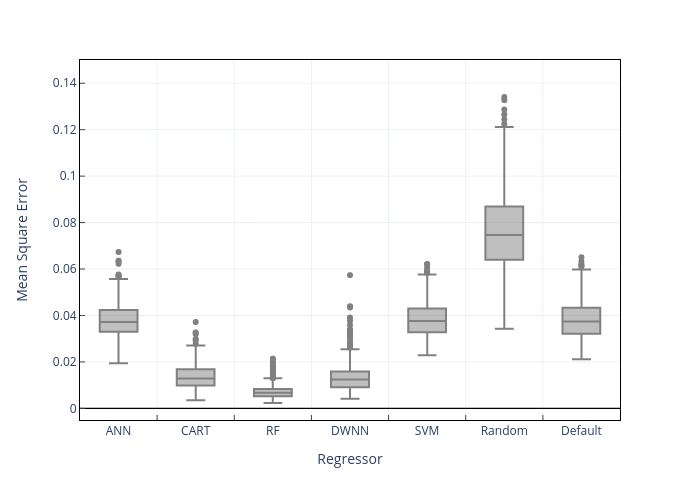 0.14
0.12
0.1
0.08
0.06
0.04
0.02
0
Mean Square Error
ANN CART RF DWNN SVM Random Default
Regressor